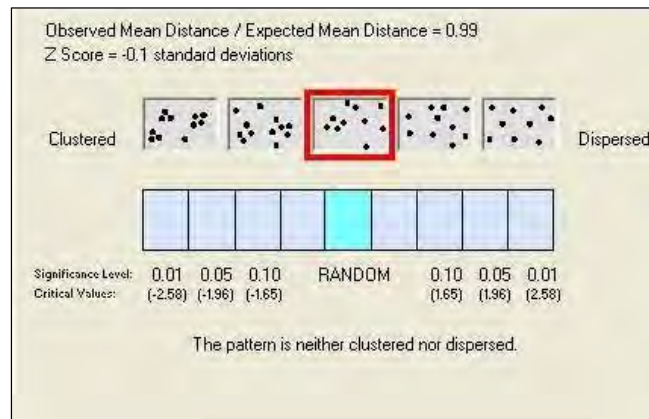 Observed Mean Distance / Expected Mean Distance = 0.99
Z Score = -0.1 standard deviations
Clustered Dispersed
Significance Level: 0.01 0.05 0.10 RANDOM 0.10 0.05 0.01
Critical Values: (-2.58) (-1.96) (-1.65) (1.65) (1.96) (2.58)
The pattern is neither clustered nor dispersed.